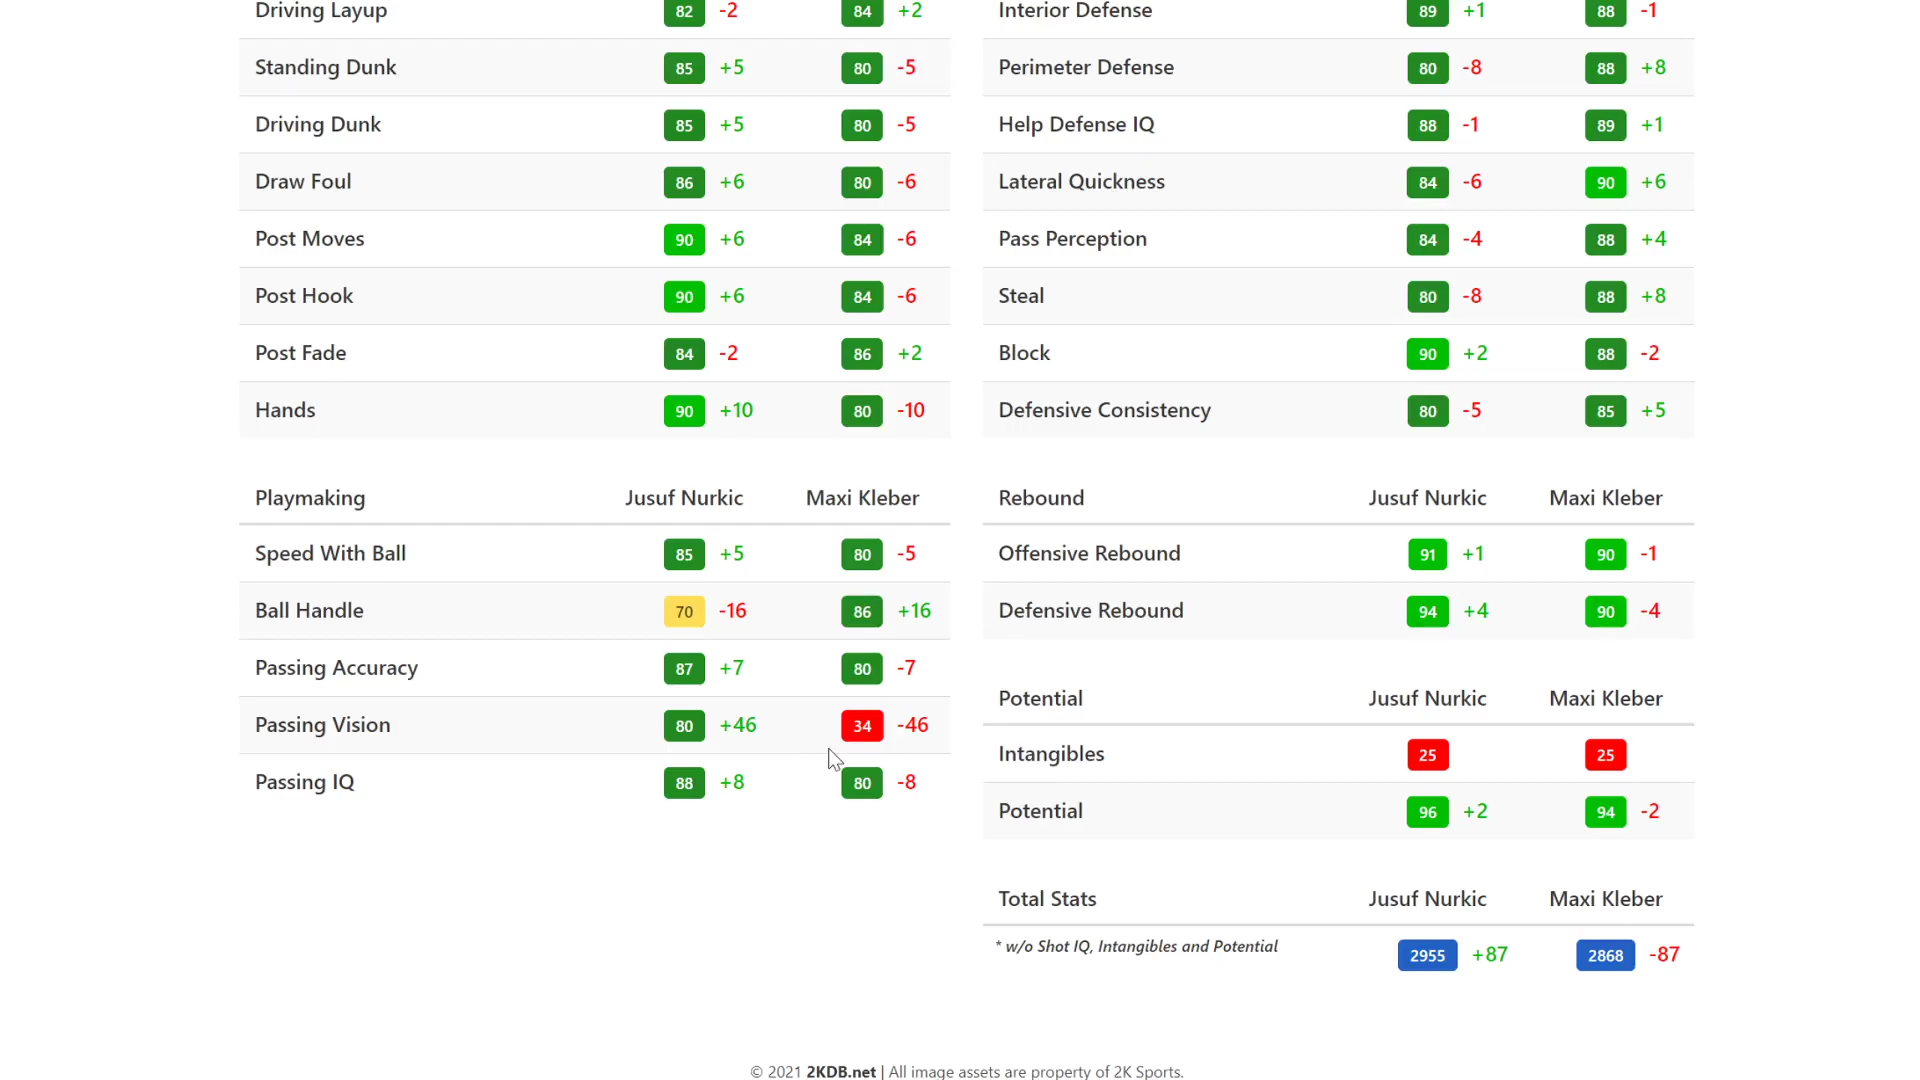 Driving Layup 82 -2 84 +2
Standing Dunk 85 +5 80 -5
Driving Dunk 85 +5 80 -5
Draw Foul 86 +6 80 -6
Post Moves 90 +6 84 -6
Post Hook 90 +6 84 -6
Post Fade 84 -2 86 +2
Hands 90 +10 80 -10
Playmaking Jusuf Nurkic Maxi Kleber
Speed With Ball 85 +5 80 -5
Ball Handle 70 -16 86 +16
Passing Accuracy 87 +7 80 -7
Passing Vision 80 +46 34 -46
Passing IQ 88 +8 80 -8
Interior Defense 89 +1 88 -1
Perimeter Defense 80 -8 88 +8
Help Defense IQ 88 -1 89 +1
Lateral Quickness 84 -6 90 +6
Pass Perception 84 -4 88 +4
Steal 80 -8 88 +8
Block 90 +2 88 -2
Defensive Consistency 80 -5 85 +5
Rebound Jusuf Nurkic Maxi Kleber
Offensive Rebound 91 +1 90 -1
Defensive Rebound 94 +4 90 -4
Potential Jusuf Nurkic Maxi Kleber
Intangibles 25 25
Potential 96 +2 94 -2
Total Stats Jusuf Nurkic Maxi Kleber
* w/o Shot IQ, Intangibles and Potential 2955 +87 2868 -87
© 2021 2KDB.net | All image assets are property of 2K Sports.